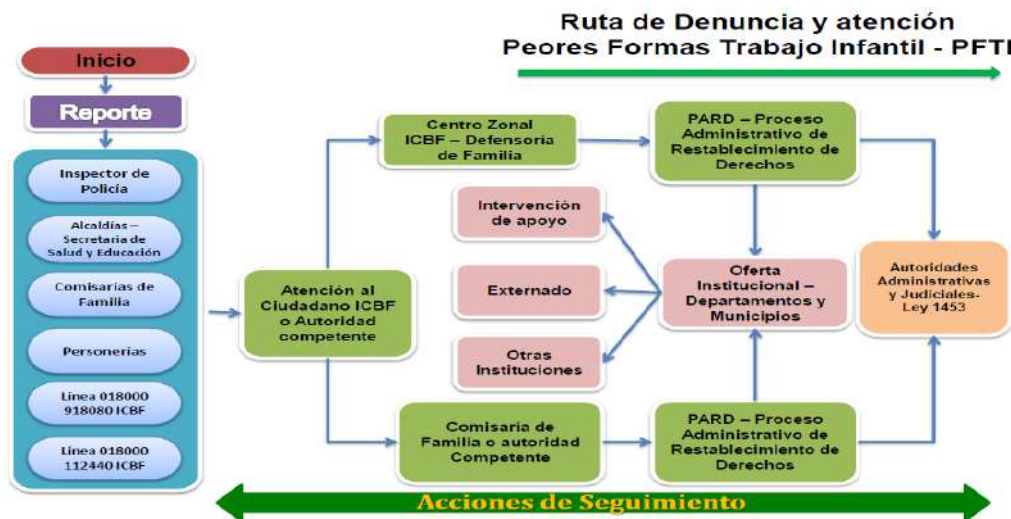 Ruta de Denuncia y atención
Peores Formas Trabajo Infantil - PFTI
Inicio
Reporte
Inspector de
Policía
Alcaldías –
Secretaria de
Salud y Educación
Comisarías de
Familia
Personerías
Línea 018000
918080 ICBF
Línea 018000
112440 ICBF
Atención al
Ciudadano ICBF
o Autoridad
competente
Centro Zonal
ICBF – Defensoría
de Familia
PARD – Proceso
Administrativo de
Restablecimiento de
Derechos
Intervención
de apoyo
Externado
Otras
Instituciones
Oferta
Institucional –
Departamentos y
Municipios
Autoridades
Administrativas
y Judiciales-
Ley 1453
Comisaria de
Familia o autoridad
Competente
PARD – Proceso
Administrativo de
Restablecimiento de
Derechos
Acciones de Seguimiento